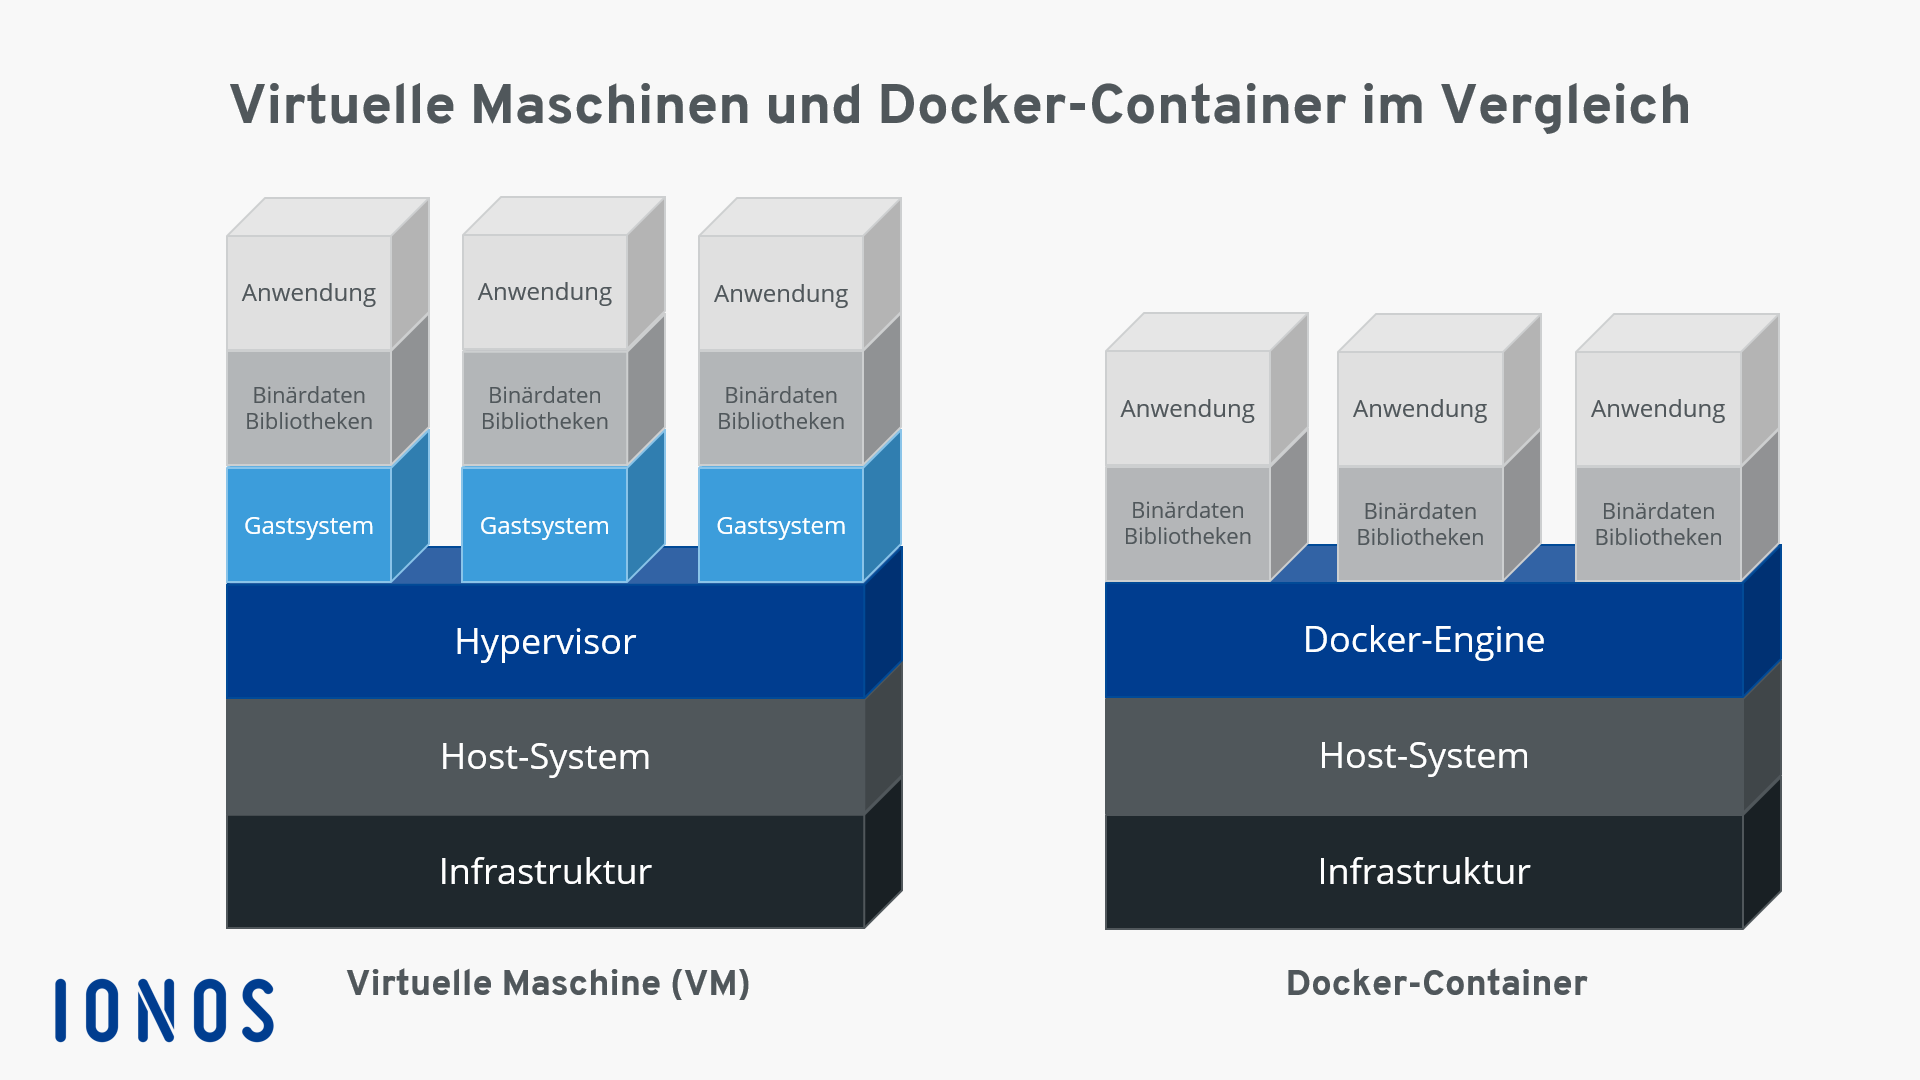 Virtuelle Maschinen und Docker-Container im Vergleich
Anwendung
Anwendung
Anwendung
Binärdaten
Bibliotheken
Binärdaten
Bibliotheken
Binärdaten
Bibliotheken
Gastsystem
Gastsystem
Gastsystem
Hypervisor
Host-System
Infrastruktur
Virtuelle Maschine (VM)
Anwendung
Anwendung
Anwendung
Binärdaten
Bibliotheken
Binärdaten
Bibliotheken
Binärdaten
Bibliotheken
Docker-Engine
Host-System
Infrastruktur
Docker-Container
IONOS